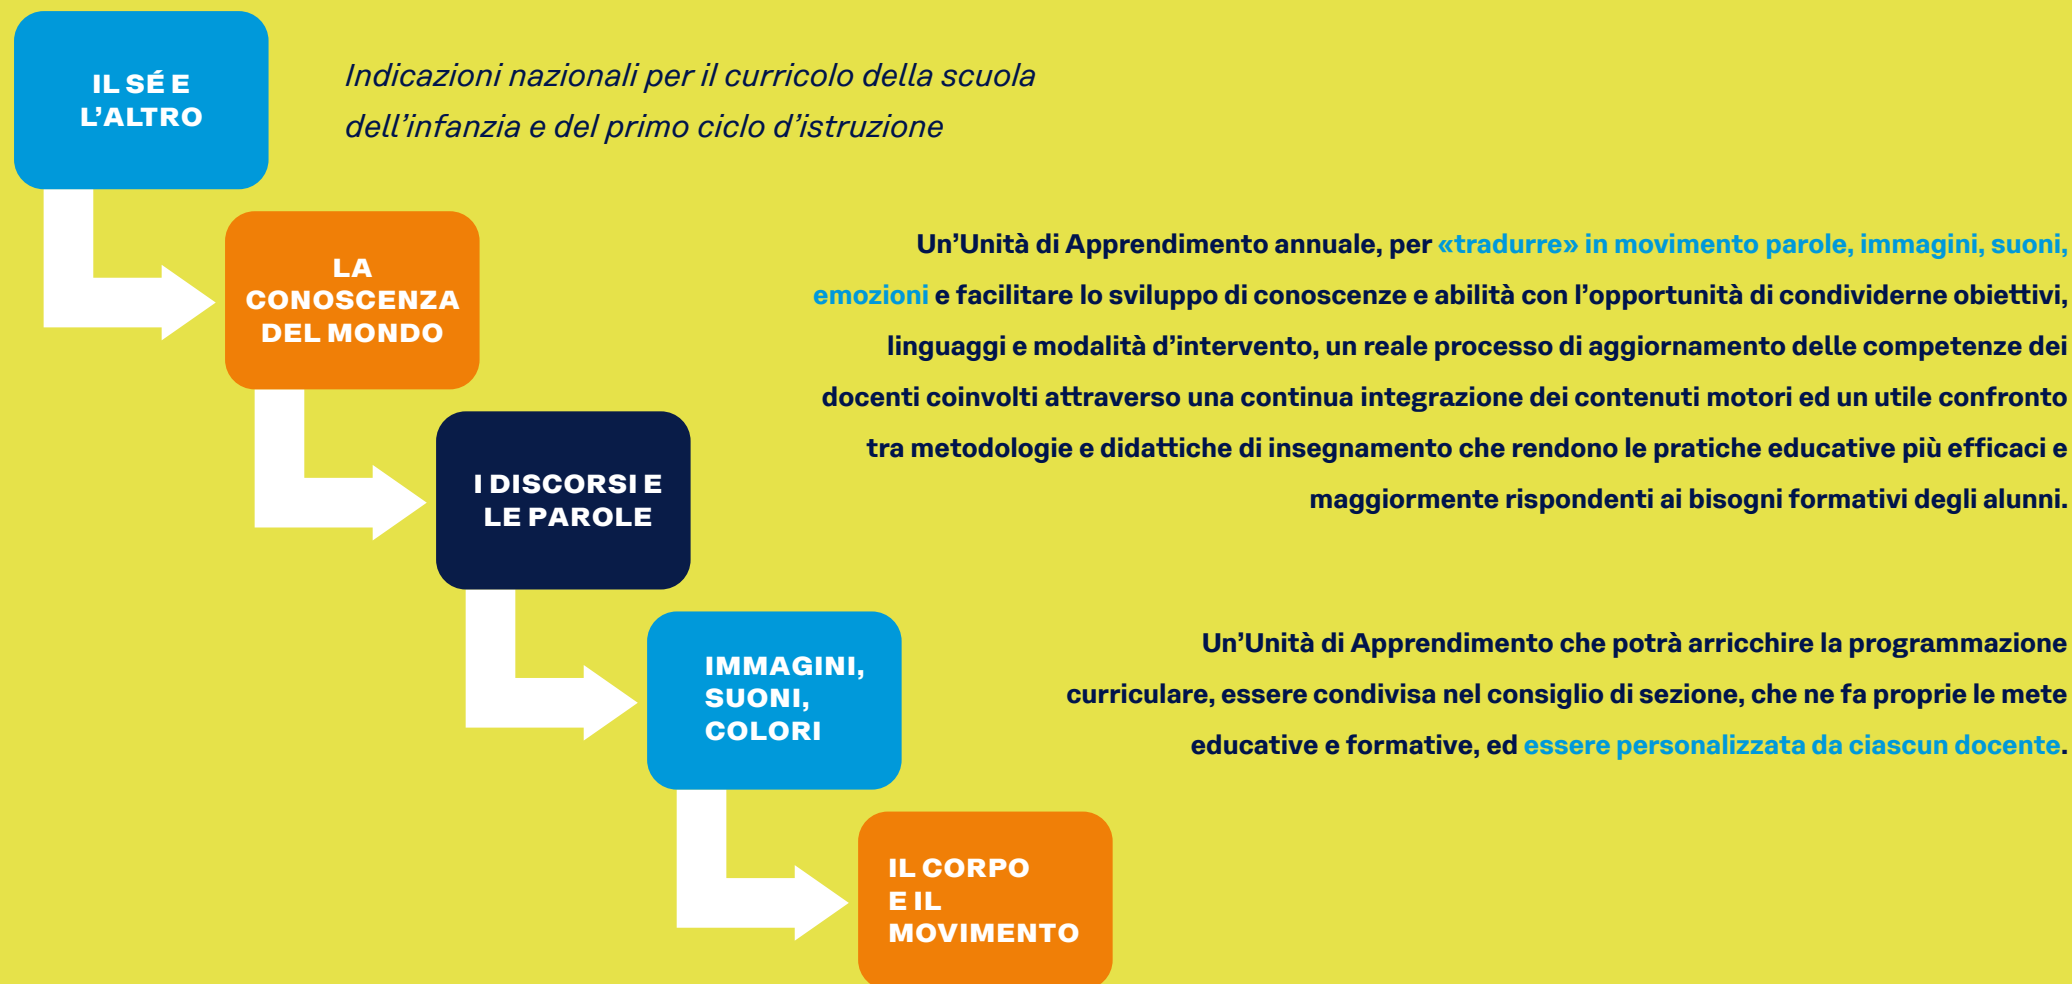 IL SÉ E
L’ALTRO
Indicazioni nazionali per il curricolo della scuola
dell’infanzia e del primo ciclo d’istruzione
LA
CONOSCENZA
DEL MONDO
Un’Unità di Apprendimento annuale, per «tradurre» in movimento parole, immagini, suoni,
emozioni e facilitare lo sviluppo di conoscenze e abilità con l’opportunità di condividerne obiettivi,
linguaggi e modalità d’intervento, un reale processo di aggiornamento delle competenze dei
docenti coinvolti attraverso una continua integrazione dei contenuti motori ed un utile confronto
tra metodologie e didattiche di insegnamento che rendono le pratiche educative più efficaci e
maggiormente rispondenti ai bisogni formativi degli alunni.
I DISCORSI E
LE PAROLE
IMMAGINI,
SUONI,
COLORI
Un’Unità di Apprendimento che potrà arricchire la programmazione
curriculare, essere condivisa nel consiglio di sezione, che ne fa proprie le mete
educative e formative, ed essere personalizzata da ciascun docente.
IL CORPO
E IL
MOVIMENTO